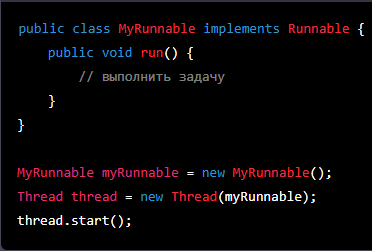 public class MyRunnable implements Runnable {
    public void run() {
        // выполнить задачу
    }
}

MyRunnable myRunnable = new MyRunnable();
Thread thread = new Thread(myRunnable);
thread.start();